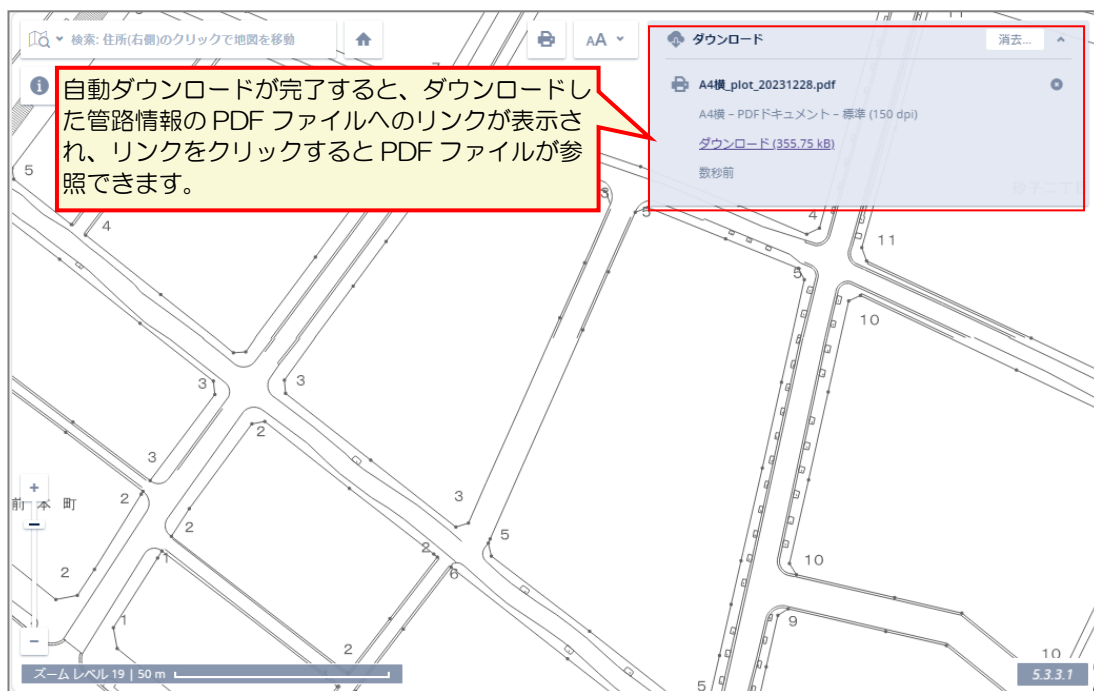 検索: 住所(右側)のクリックで地図を移動
AA
ダウンロード
消去...
A4横_plot_20231228.pdf
A4横 – PDFドキュメント – 標準 (150 dpi)
ダウンロード (355.75 kB)
数秒前
自動ダウンロードが完了すると、ダウンロードし
た管路情報の PDF ファイルへのリンクが表示さ
れ、リンクをクリックすると PDF ファイルが参
照できます。
砂子二丁目
5
4
3
5
4
11
5
10
3
3
2
3
3
2
前本町
2
5
2
6
10
2
1
1
2
9
10
5
+
−
ズームレベル 19 | 50 m
5.3.3.1